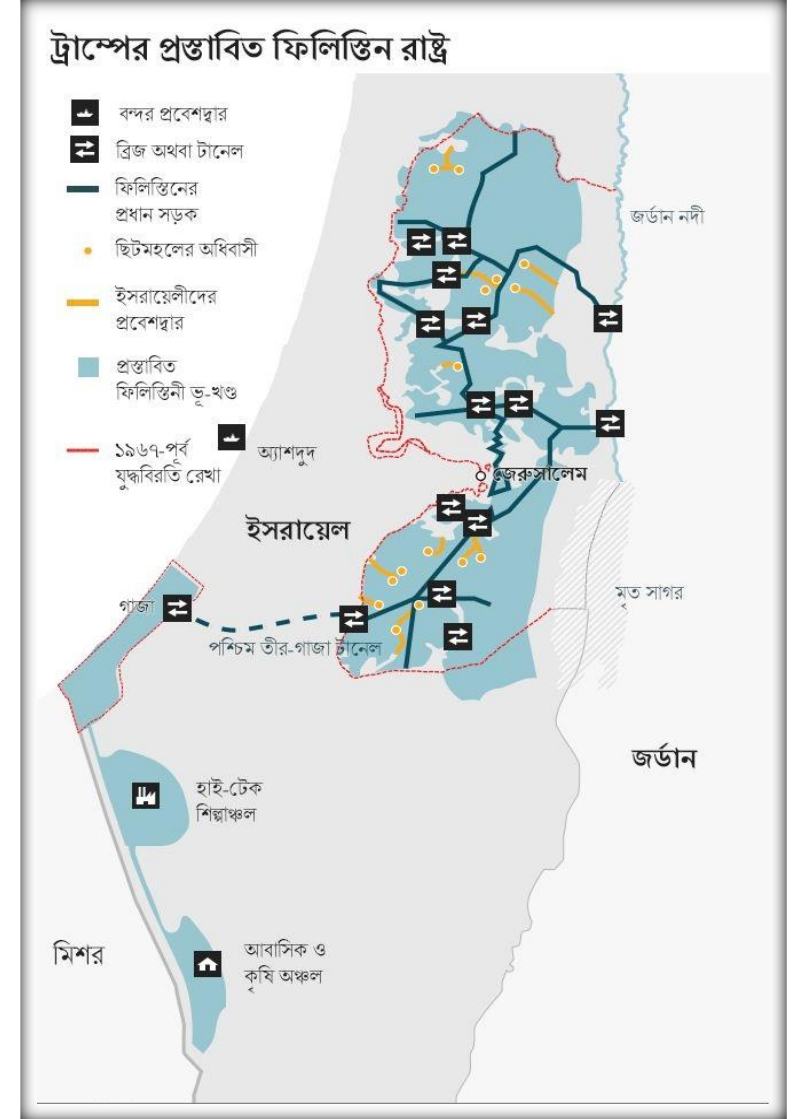 ট্রাম্পের প্রস্তাবিত ফিলিস্তিন রাষ্ট্র
বন্দর প্রবেশদ্বার
ব্রিজ অথবা টানেল
ফিলিস্তিনের
প্রধান সড়ক
ছিটমহলের অধিবাসী
ইসরায়েলীদের
প্রবেশদ্বার
প্রস্তাবিত
ফিলিস্তিনী ভূ-খণ্ড
১৯৬৭-পূর্ব
যুদ্ধবিরতি রেখা
জর্ডান নদী
অ্যাশদুদ
জেরুসালেম
ইসরায়েল
গাজা
মৃত সাগর
পশ্চিম তীর-গাজা টানেল
জর্ডান
হাই-টেক
শিল্পাঞ্চল
মিশর
আবাসিক ও
কৃষি অঞ্চল